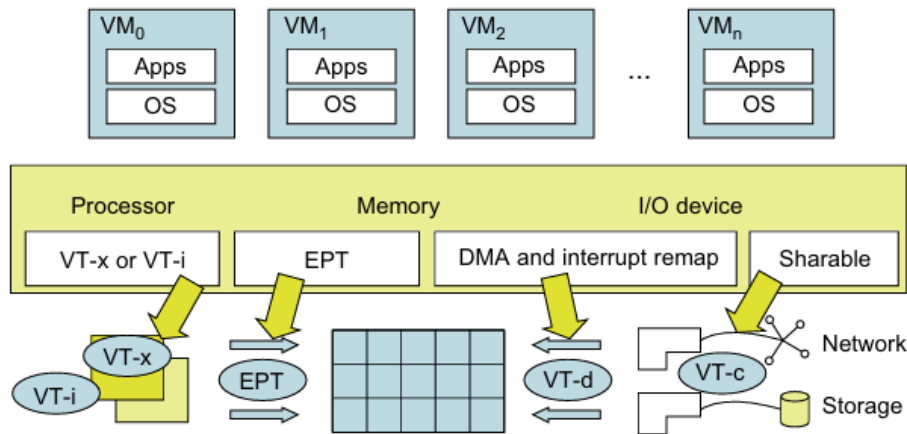 VM0 VM1 VM2 VMn
Apps Apps Apps ... Apps
OS OS OS OS
Processor Memory I/O device
VT-x or VT-i EPT DMA and interrupt remap Sharable
VT-x EPT VT-d VT-c Network
VT-i Storage